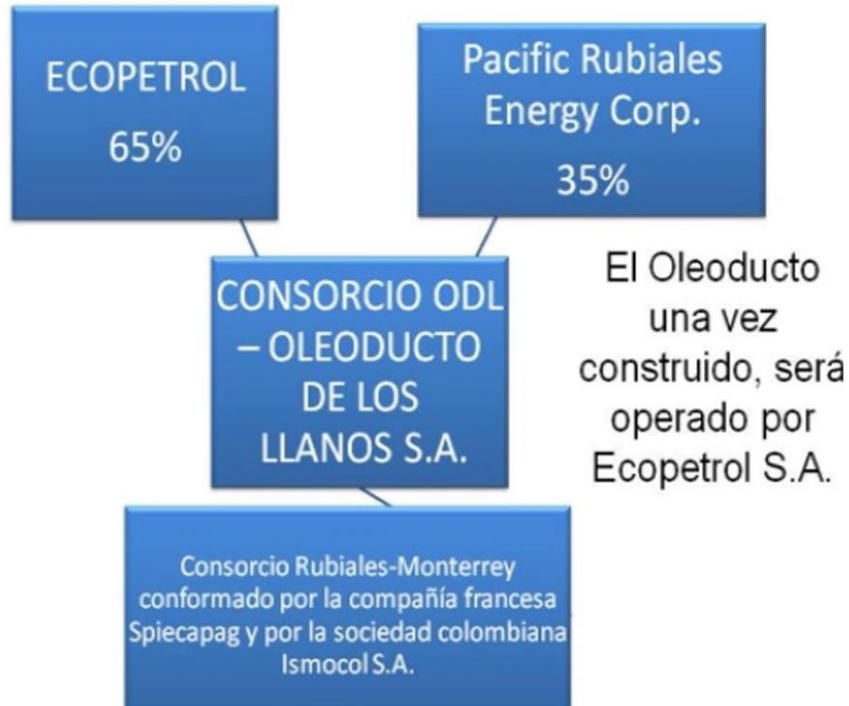 ECOPETROL
65%
Pacific Rubiales
Energy Corp.
35%
CONSORCIO ODL
– OLEODUCTO
DE LOS
LLANOS S.A.
El Oleoducto
una vez
construido, será
operado por
Ecopetrol S.A.
Consorcio Rubiales-Monterrey
conformado por la compañía francesa
Spiecapag y por la sociedad colombiana
Ismocol S.A.